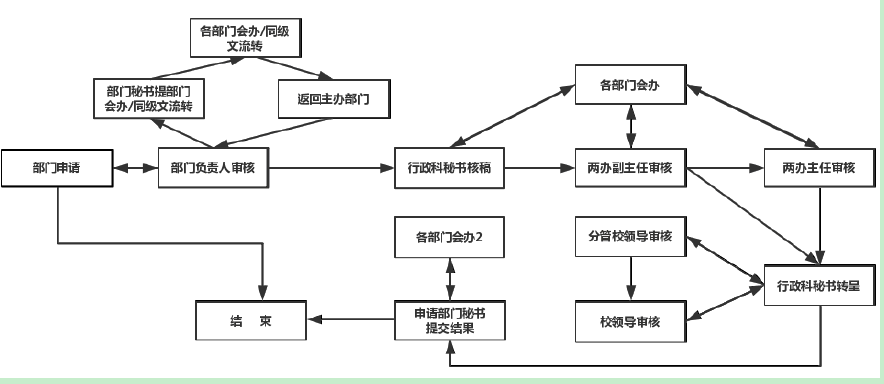 各部门会办/同级
文流转
部门秘书提部门
会办/同级文流转
返回主办部门
各部门会办
部门申请
部门负责人审核
行政科秘书核稿
两办副主任审核
两办主任审核
各部门会办2
分管校领导审核
行政科秘书转呈
结 束
申请部门秘书
提交结果
校领导审核